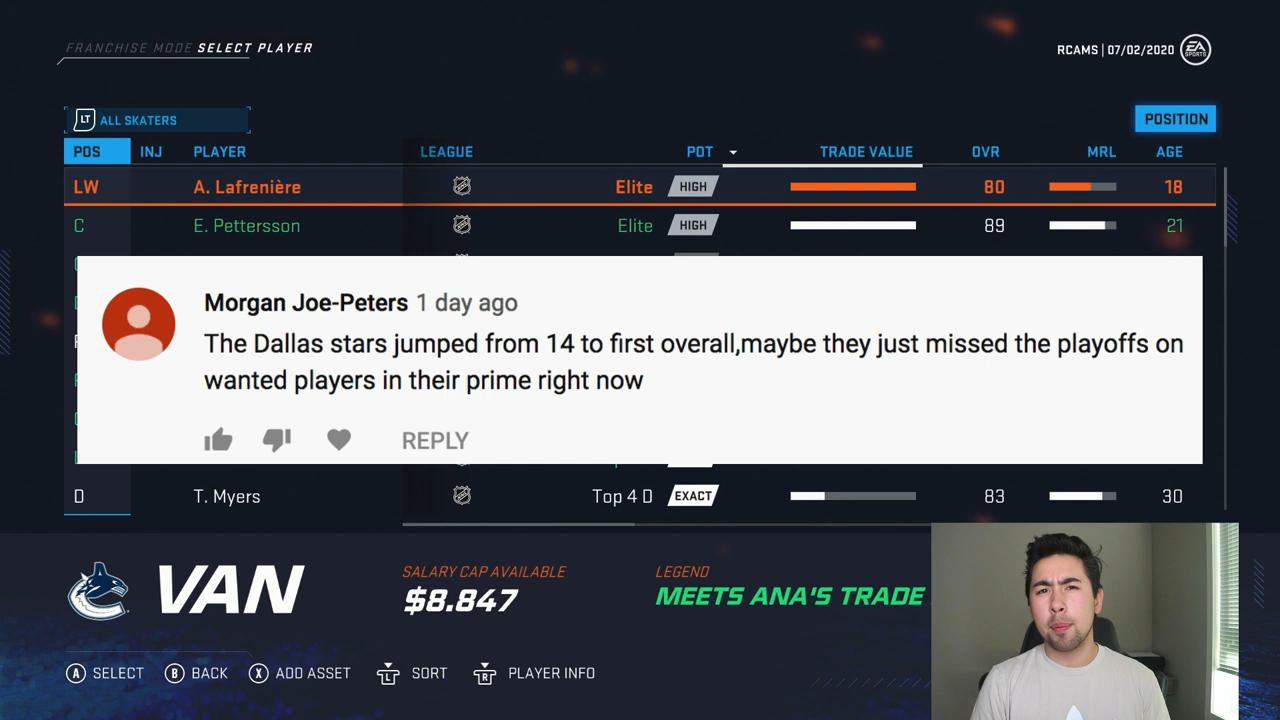 FRANCHISE MODE SELECT PLAYER
RCAMS | 07/02/2020
EA SPORTS
LT ALL SKATERS
POSITION
POS INJ PLAYER LEAGUE POT TRADE VALUE OVR MRL AGE
LW A. Lafrenière Elite HIGH 80 18
C E. Pettersson Elite HIGH 89 21
Morgan Joe-Peters 1 day ago
The Dallas stars jumped from 14 to first overall,maybe they just missed the playoffs on
wanted players in their prime right now
REPLY
D T. Myers Top 4 D EXACT 83 30
VAN
SALARY CAP AVAILABLE
$8.847
LEGEND
MEETS ANA'S TRADE
A SELECT B BACK X ADD ASSET L SORT R PLAYER INFO